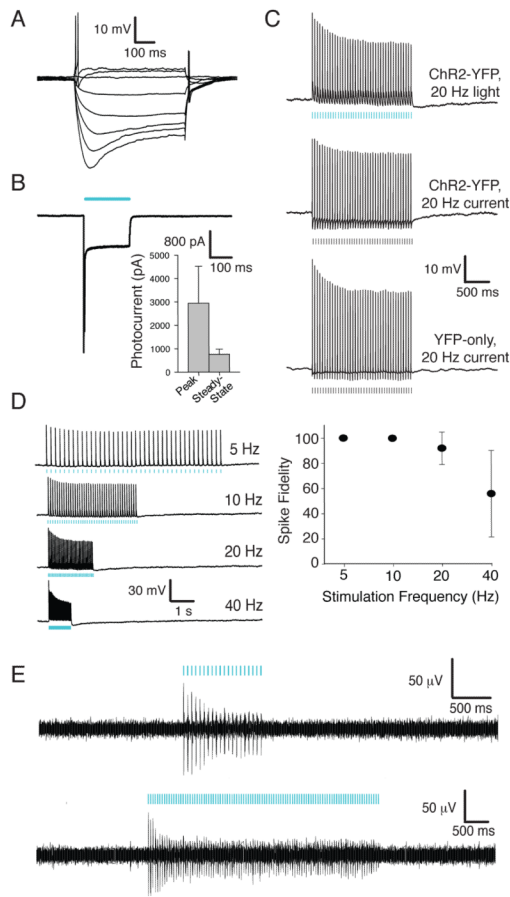 A
10 mV
100 ms
B
800 pA
100 ms
Photocurrent (pA)
5000
4000
3000
2000
1000
0
Peak
Steady-
State
C
ChR2-YFP,
20 Hz light
ChR2-YFP,
20 Hz current
10 mV
500 ms
YFP-only,
20 Hz current
D
5 Hz
10 Hz
20 Hz
30 mV
1 s
40 Hz
Spike Fidelity
100
80
60
40
20
0
5
10
20
40
Stimulation Frequency (Hz)
E
50 μV
500 ms
50 μV
500 ms